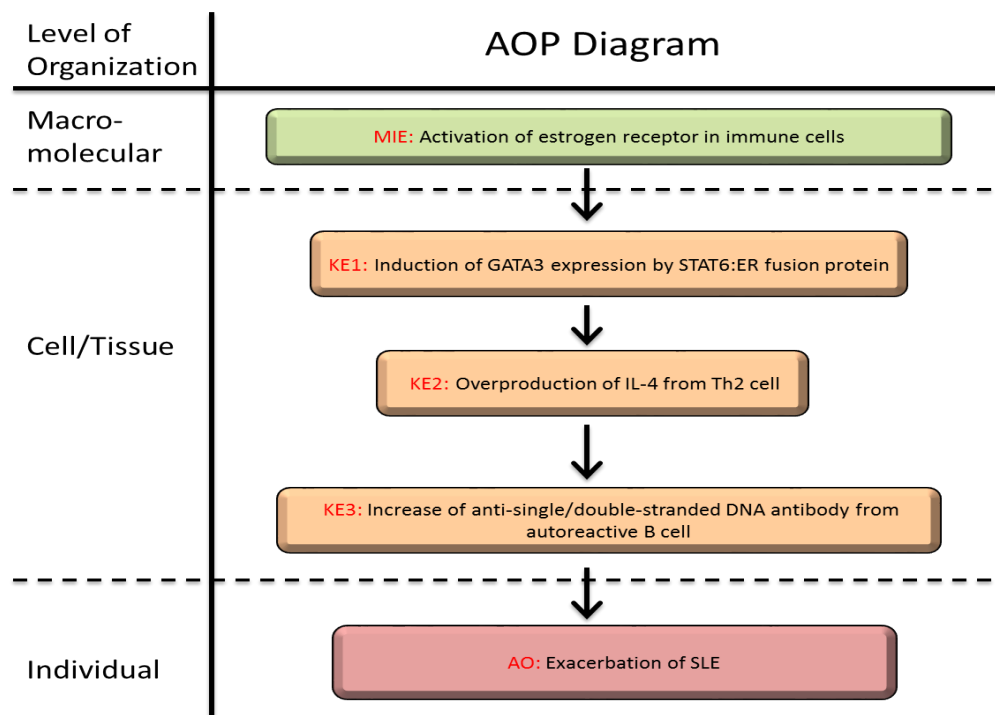 Level of
Organization
AOP Diagram
Macro-
molecular
MIE: Activation of estrogen receptor in immune cells
Cell/Tissue
KE1: Induction of GATA3 expression by STAT6:ER fusion protein
KE2: Overproduction of IL-4 from Th2 cell
KE3: Increase of anti-single/double-stranded DNA antibody from
autoreactive B cell
Individual
AO: Exacerbation of SLE